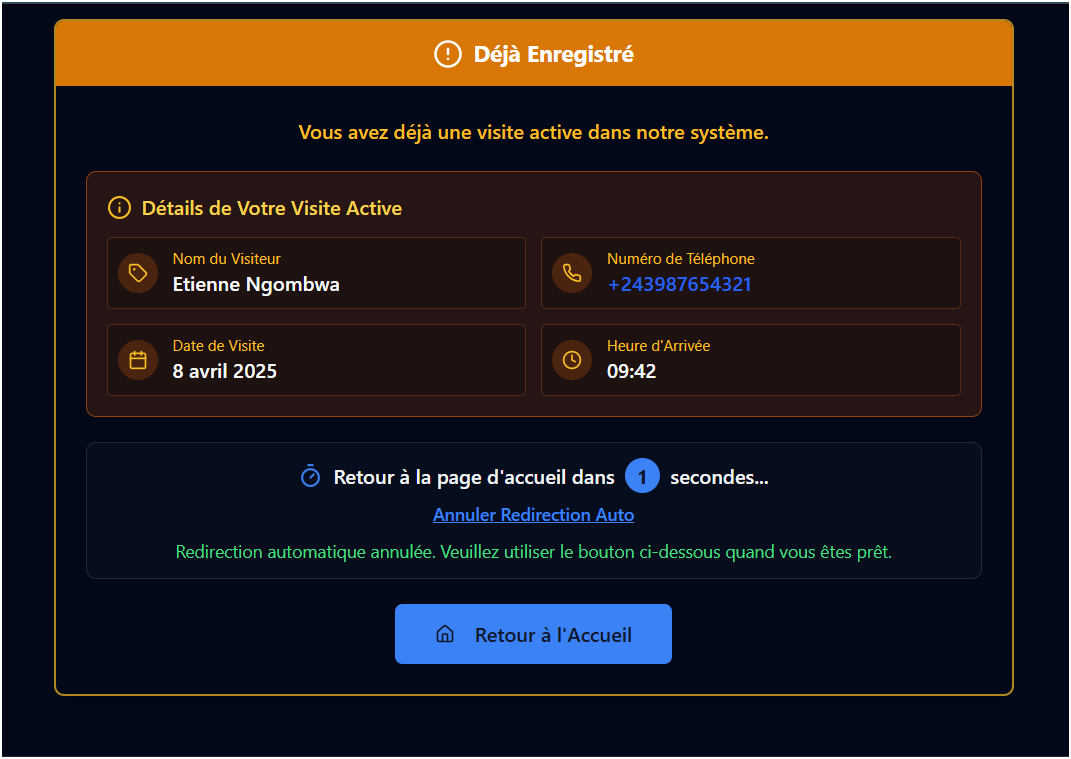 Déjà Enregistré
Vous avez déjà une visite active dans notre système.
Détails de Votre Visite Active
Nom du Visiteur
Etienne Ngombwa
Numéro de Téléphone
+243987654321
Date de Visite
8 avril 2025
Heure d'Arrivée
09:42
Retour à la page d'accueil dans 1 secondes...
Annuler Redirection Auto
Redirection automatique annulée. Veuillez utiliser le bouton ci-dessous quand vous êtes prêt.
Retour à l'Accueil